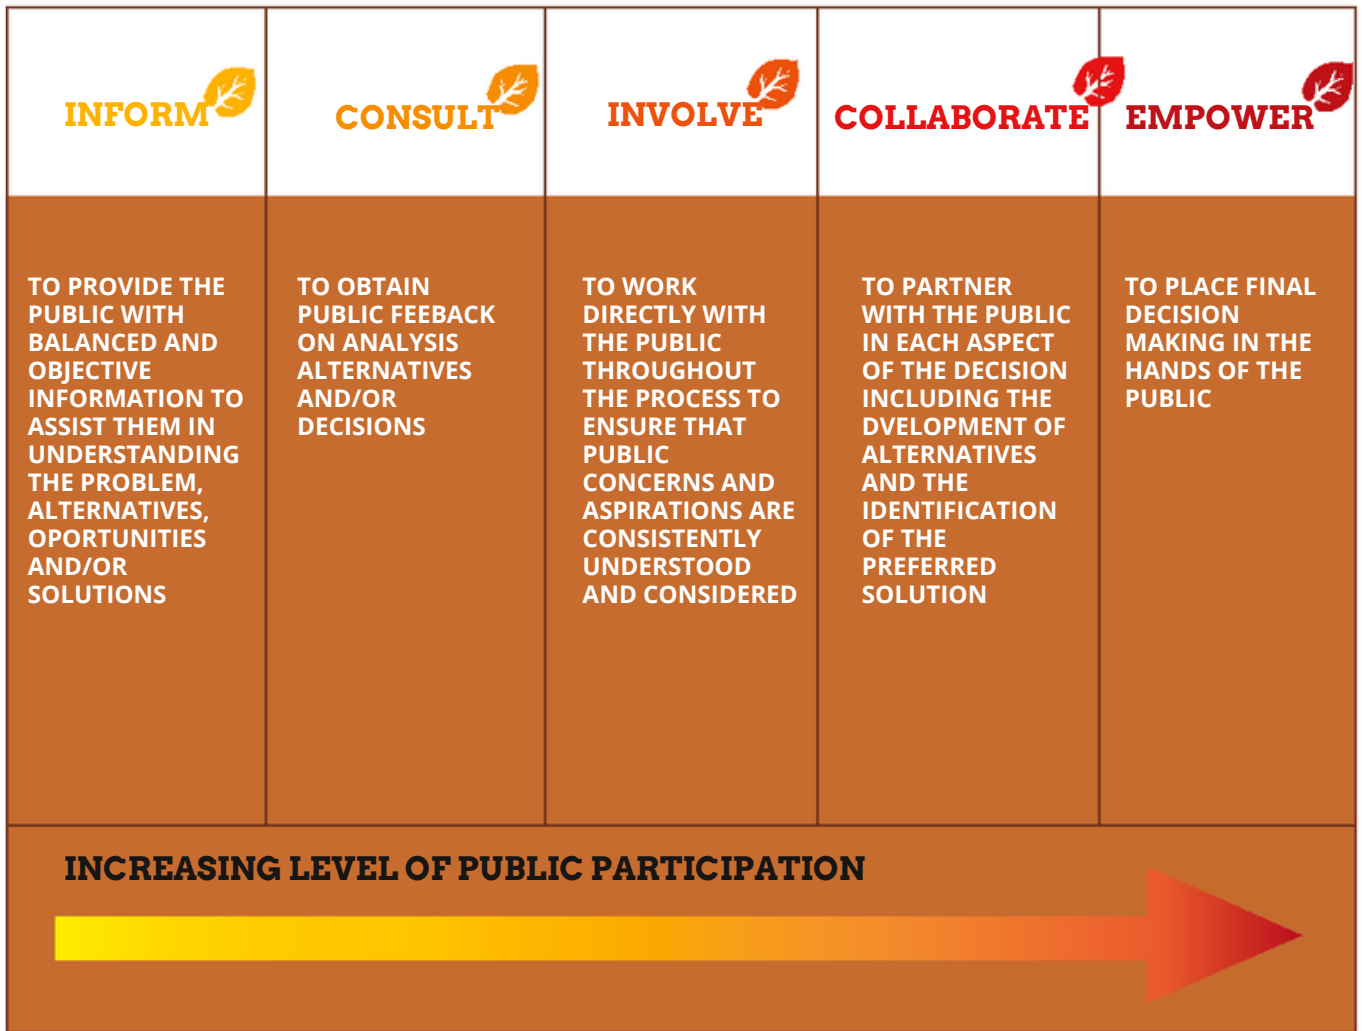 INFORM
CONSULT
INVOLVE
COLLABORATE
EMPOWER
TO PROVIDE THE
PUBLIC WITH
BALANCED AND
OBJECTIVE
INFORMATION TO
ASSIST THEM IN
UNDERSTANDING
THE PROBLEM,
ALTERNATIVES,
OPORTUNITIES
AND/OR
SOLUTIONS
TO OBTAIN
PUBLIC FEEBACK
ON ANALYSIS
ALTERNATIVES
AND/OR
DECISIONS
TO WORK
DIRECTLY WITH
THE PUBLIC
THROUGHOUT
THE PROCESS TO
ENSURE THAT
PUBLIC
CONCERNS AND
ASPIRATIONS ARE
CONSISTENTLY
UNDERSTOOD
AND CONSIDERED
TO PARTNER
WITH THE PUBLIC
IN EACH ASPECT
OF THE DECISION
INCLUDING THE
DVELOPMENT OF
ALTERNATIVES
AND THE
IDENTIFICATION
OF THE
PREFERRED
SOLUTION
TO PLACE FINAL
DECISION
MAKING IN THE
HANDS OF THE
PUBLIC
INCREASING LEVEL OF PUBLIC PARTICIPATION